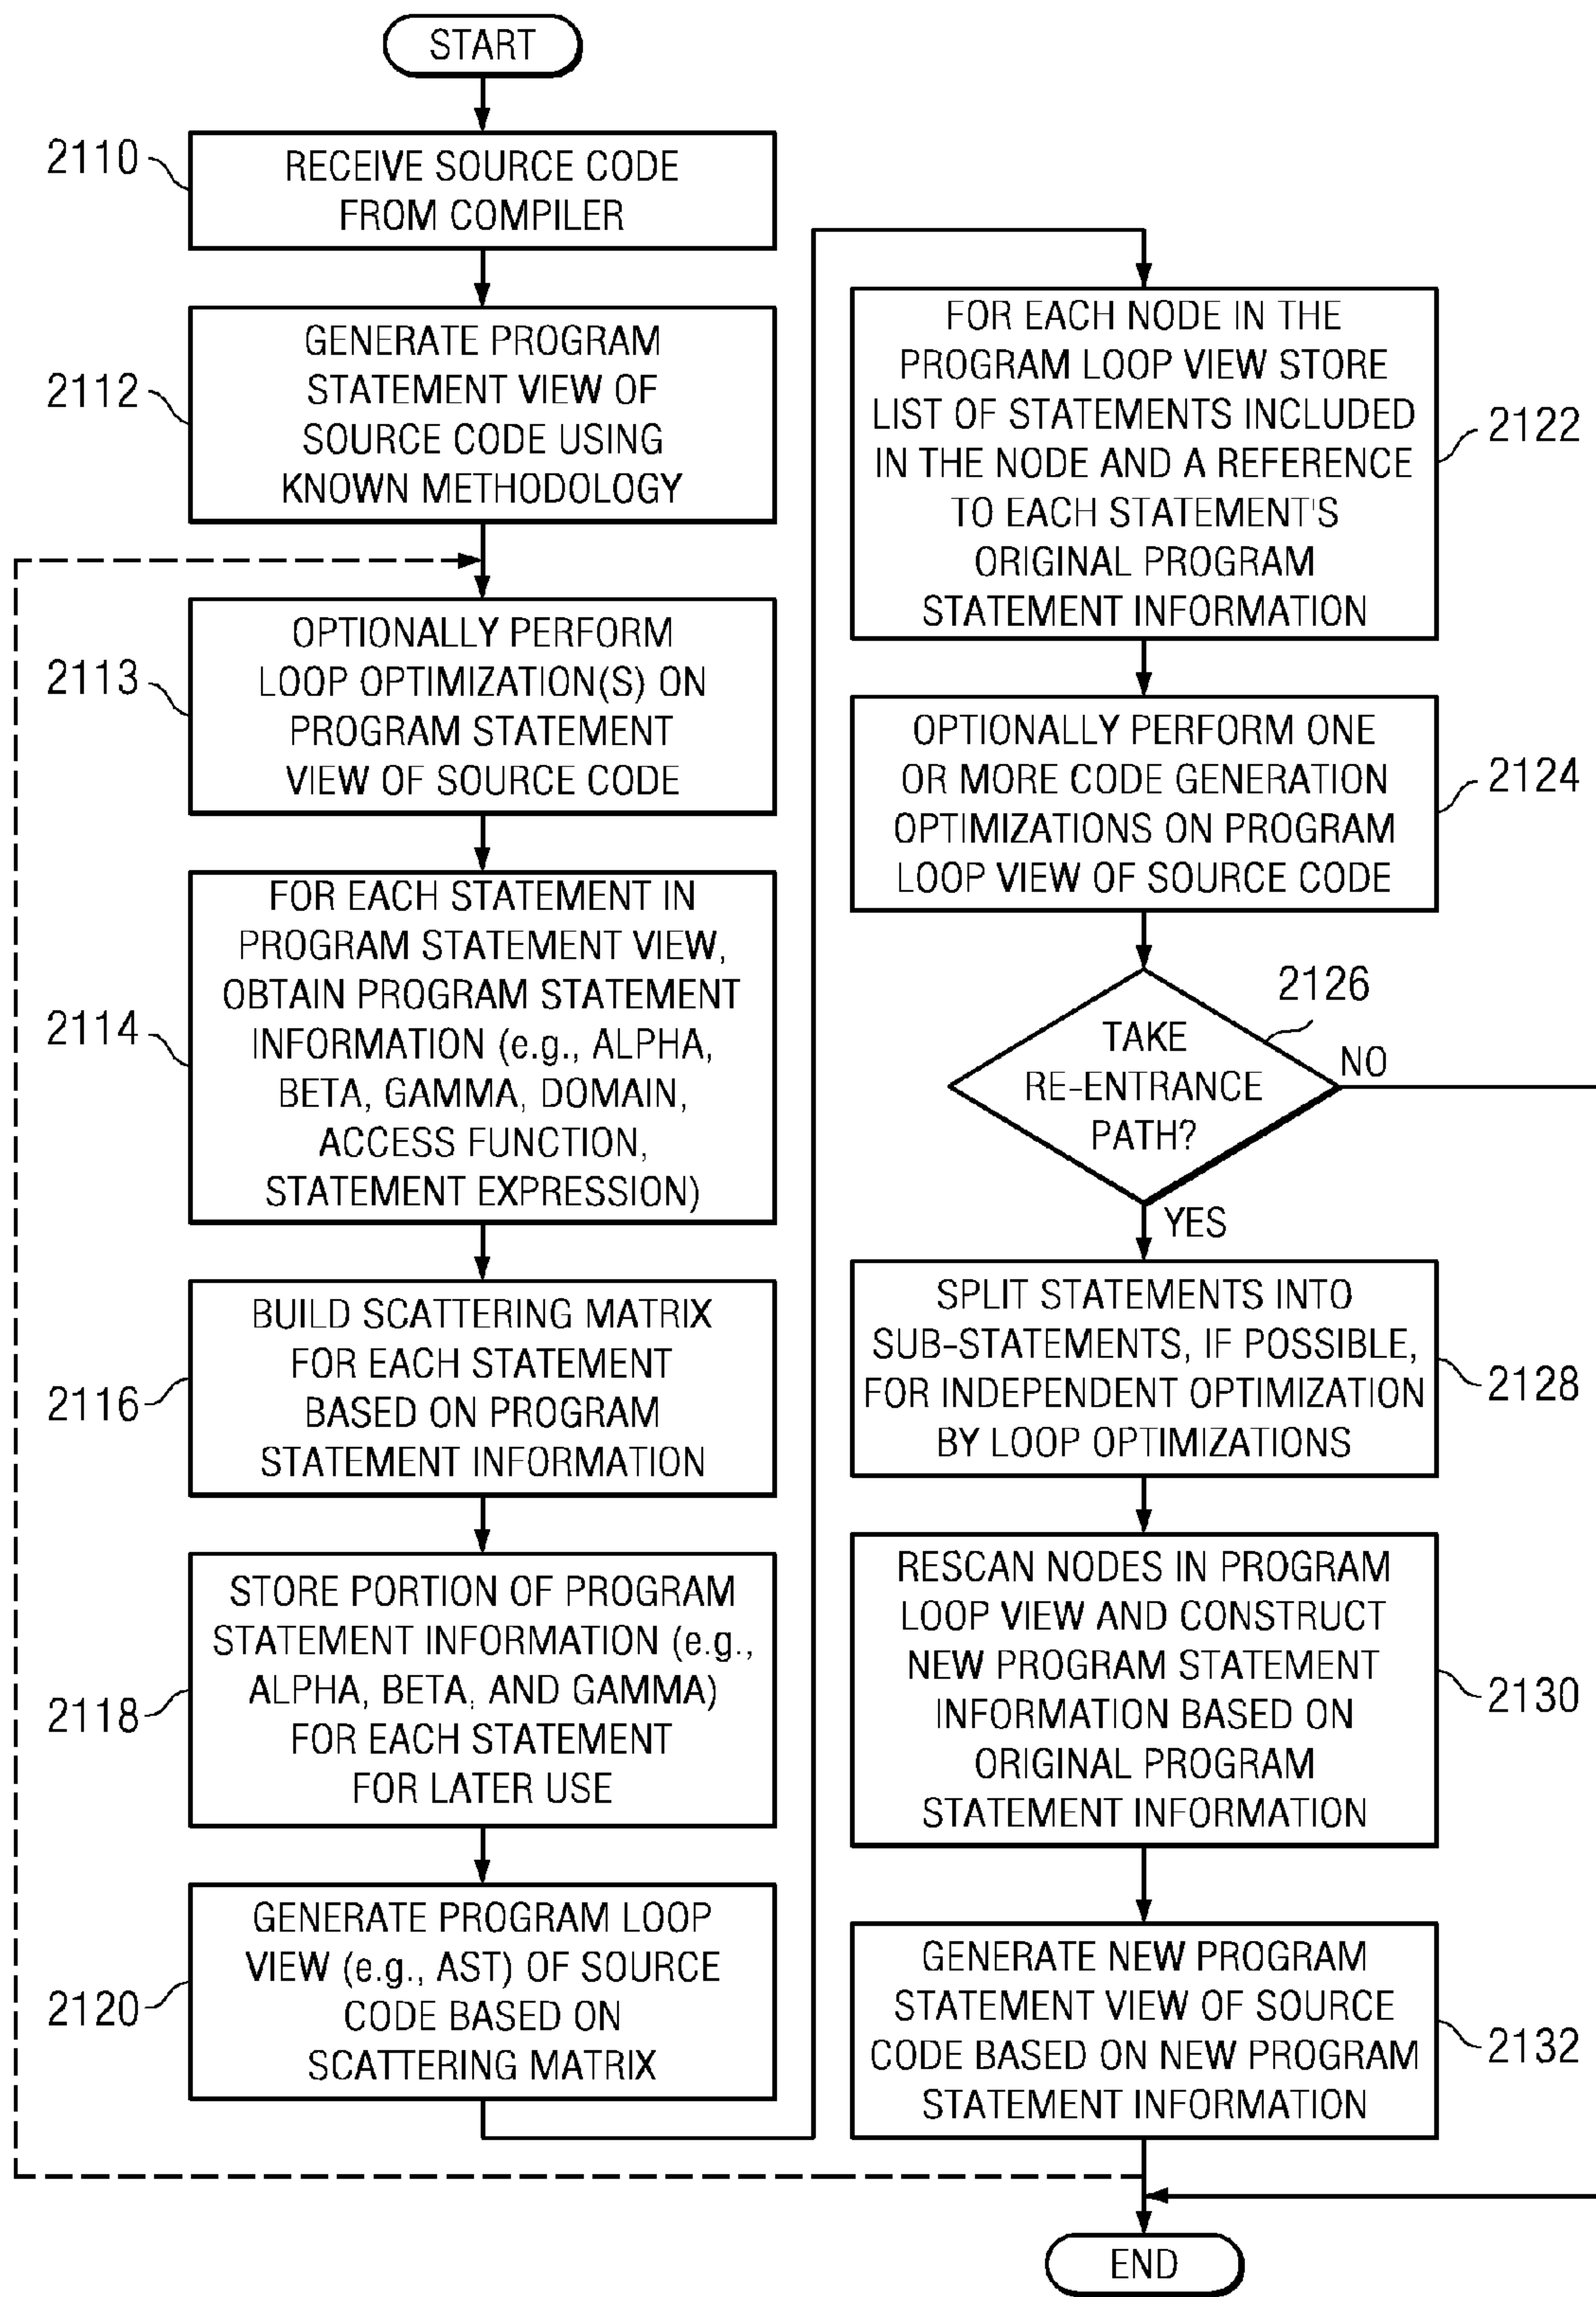 START
2110
RECEIVE SOURCE CODE
FROM COMPILER
2112
GENERATE PROGRAM
STATEMENT VIEW OF
SOURCE CODE USING
KNOWN METHODOLOGY
2113
OPTIONALLY PERFORM
LOOP OPTIMIZATION(S) ON
PROGRAM STATEMENT
VIEW OF SOURCE CODE
2114
FOR EACH STATEMENT IN
PROGRAM STATEMENT VIEW,
OBTAIN PROGRAM STATEMENT
INFORMATION (e.g., ALPHA,
BETA, GAMMA, DOMAIN,
ACCESS FUNCTION,
STATEMENT EXPRESSION)
2116
BUILD SCATTERING MATRIX
FOR EACH STATEMENT
BASED ON PROGRAM
STATEMENT INFORMATION
2118
STORE PORTION OF PROGRAM
STATEMENT INFORMATION (e.g.,
ALPHA, BETA, AND GAMMA)
FOR EACH STATEMENT
FOR LATER USE
2120
GENERATE PROGRAM LOOP
VIEW (e.g., AST) OF SOURCE
CODE BASED ON
SCATTERING MATRIX
FOR EACH NODE IN THE
PROGRAM LOOP VIEW STORE
LIST OF STATEMENTS INCLUDED
IN THE NODE AND A REFERENCE
TO EACH STATEMENT'S
ORIGINAL PROGRAM
STATEMENT INFORMATION
2122
OPTIONALLY PERFORM ONE
OR MORE CODE GENERATION
OPTIMIZATIONS ON PROGRAM
LOOP VIEW OF SOURCE CODE
2124
2126
TAKE
RE-ENTRANCE
PATH?
NO
YES
SPLIT STATEMENTS INTO
SUB-STATEMENTS, IF POSSIBLE,
FOR INDEPENDENT OPTIMIZATION
BY LOOP OPTIMIZATIONS
2128
RESCAN NODES IN PROGRAM
LOOP VIEW AND CONSTRUCT
NEW PROGRAM STATEMENT
INFORMATION BASED ON
ORIGINAL PROGRAM
STATEMENT INFORMATION
2130
GENERATE NEW PROGRAM
STATEMENT VIEW OF SOURCE
CODE BASED ON NEW PROGRAM
STATEMENT INFORMATION
2132
END